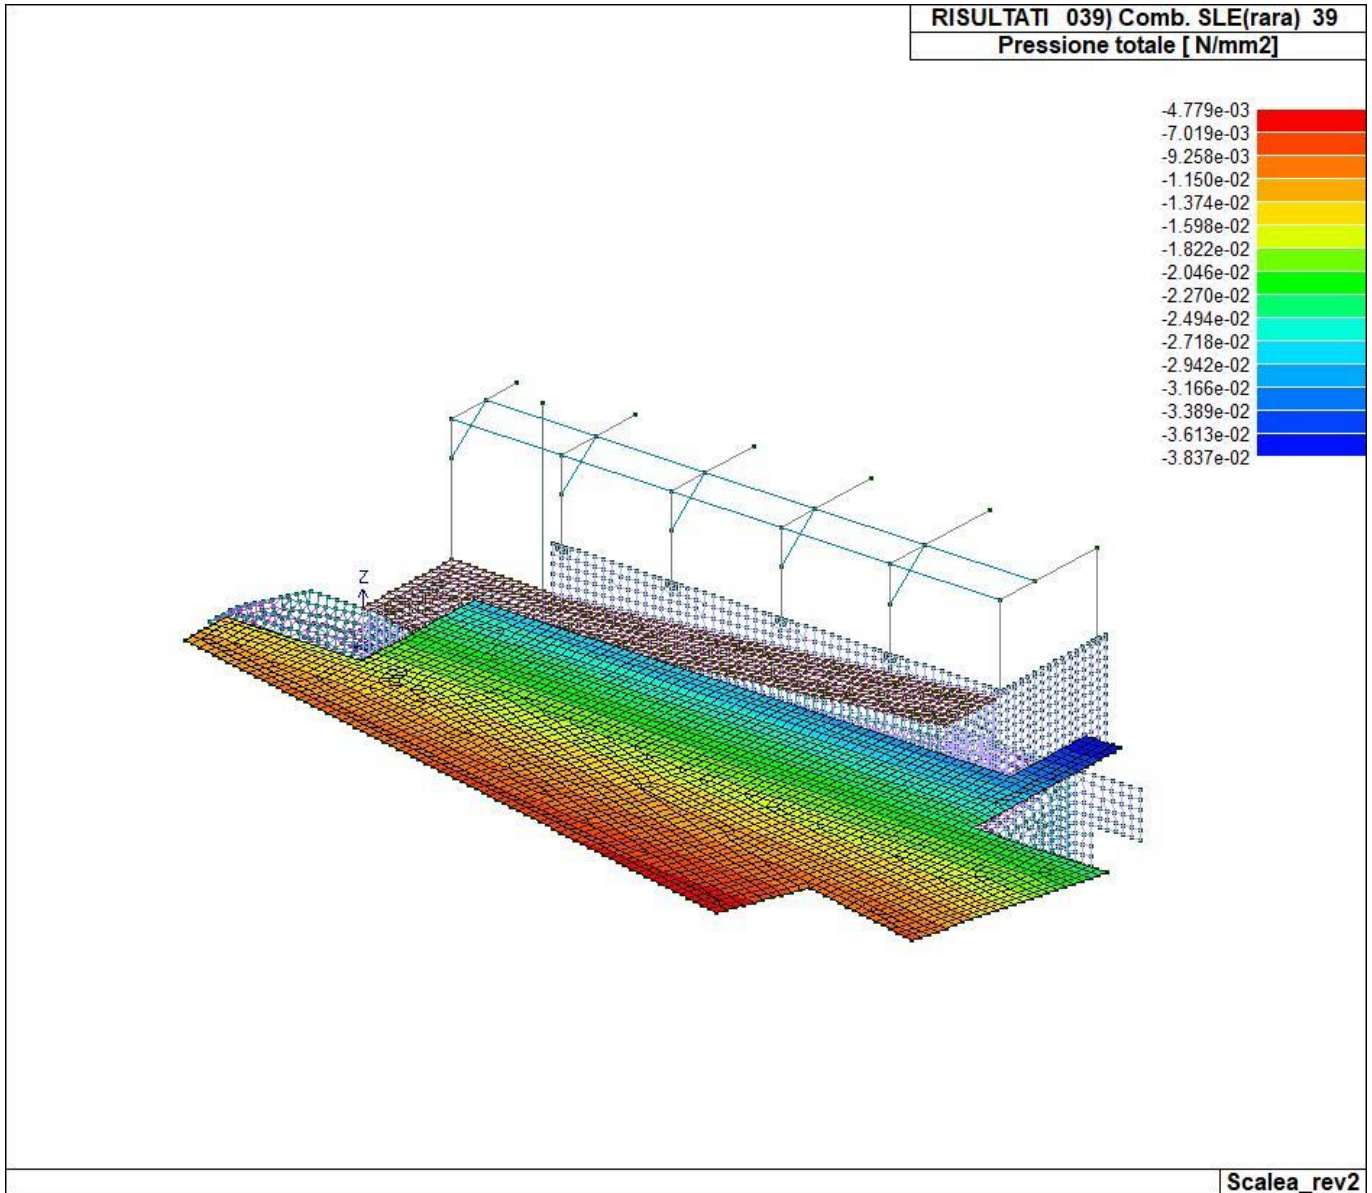 RISULTATI 039) Comb. SLE(rara) 39
Pressione totale [ N/mm2]
-4.779e-03
-7.019e-03
-9.258e-03
-1.150e-02
-1.374e-02
-1.598e-02
-1.822e-02
-2.046e-02
-2.270e-02
-2.494e-02
-2.718e-02
-2.942e-02
-3.166e-02
-3.389e-02
-3.613e-02
-3.837e-02
Z
Scalea_rev2